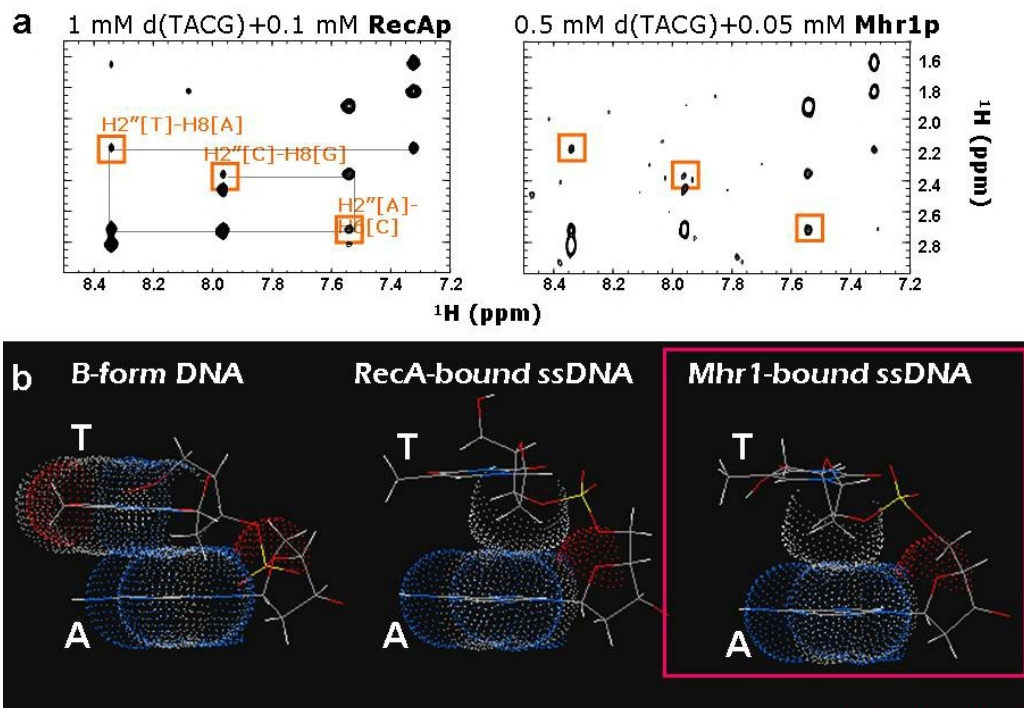 a
1 mM d(TACG)+0.1 mM RecAp
0.5 mM d(TACG)+0.05 mM Mhr1p
H2″[T]-H8[A]
H2″[C]-H8[G]
H2″[A]-
H6[C]
1.6
1.8
2.0
2.2
2.4
2.6
2.8
¹H (ppm)
8.4 8.2 8.0 7.8 7.6 7.4 7.2
8.4 8.2 8.0 7.8 7.6 7.4 7.2
¹H (ppm)
b
B-form DNA
RecA-bound ssDNA
Mhr1-bound ssDNA
T
T
T
A
A
A